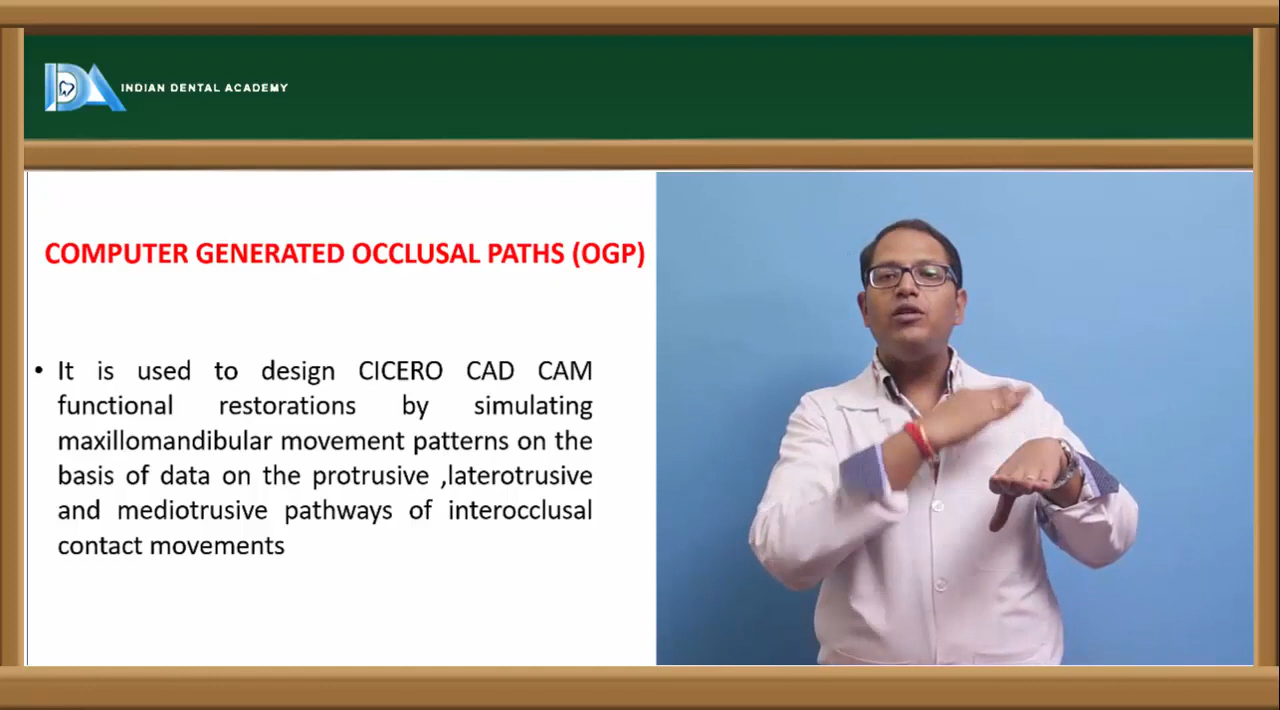 IDA INDIAN DENTAL ACADEMY
COMPUTER GENERATED OCCLUSAL PATHS (OGP)
• It is used to design CICERO CAD CAM
functional restorations by simulating
maxillomandibular movement patterns on the
basis of data on the protrusive ,laterotrusive
and mediotrusive pathways of interocclusal
contact movements